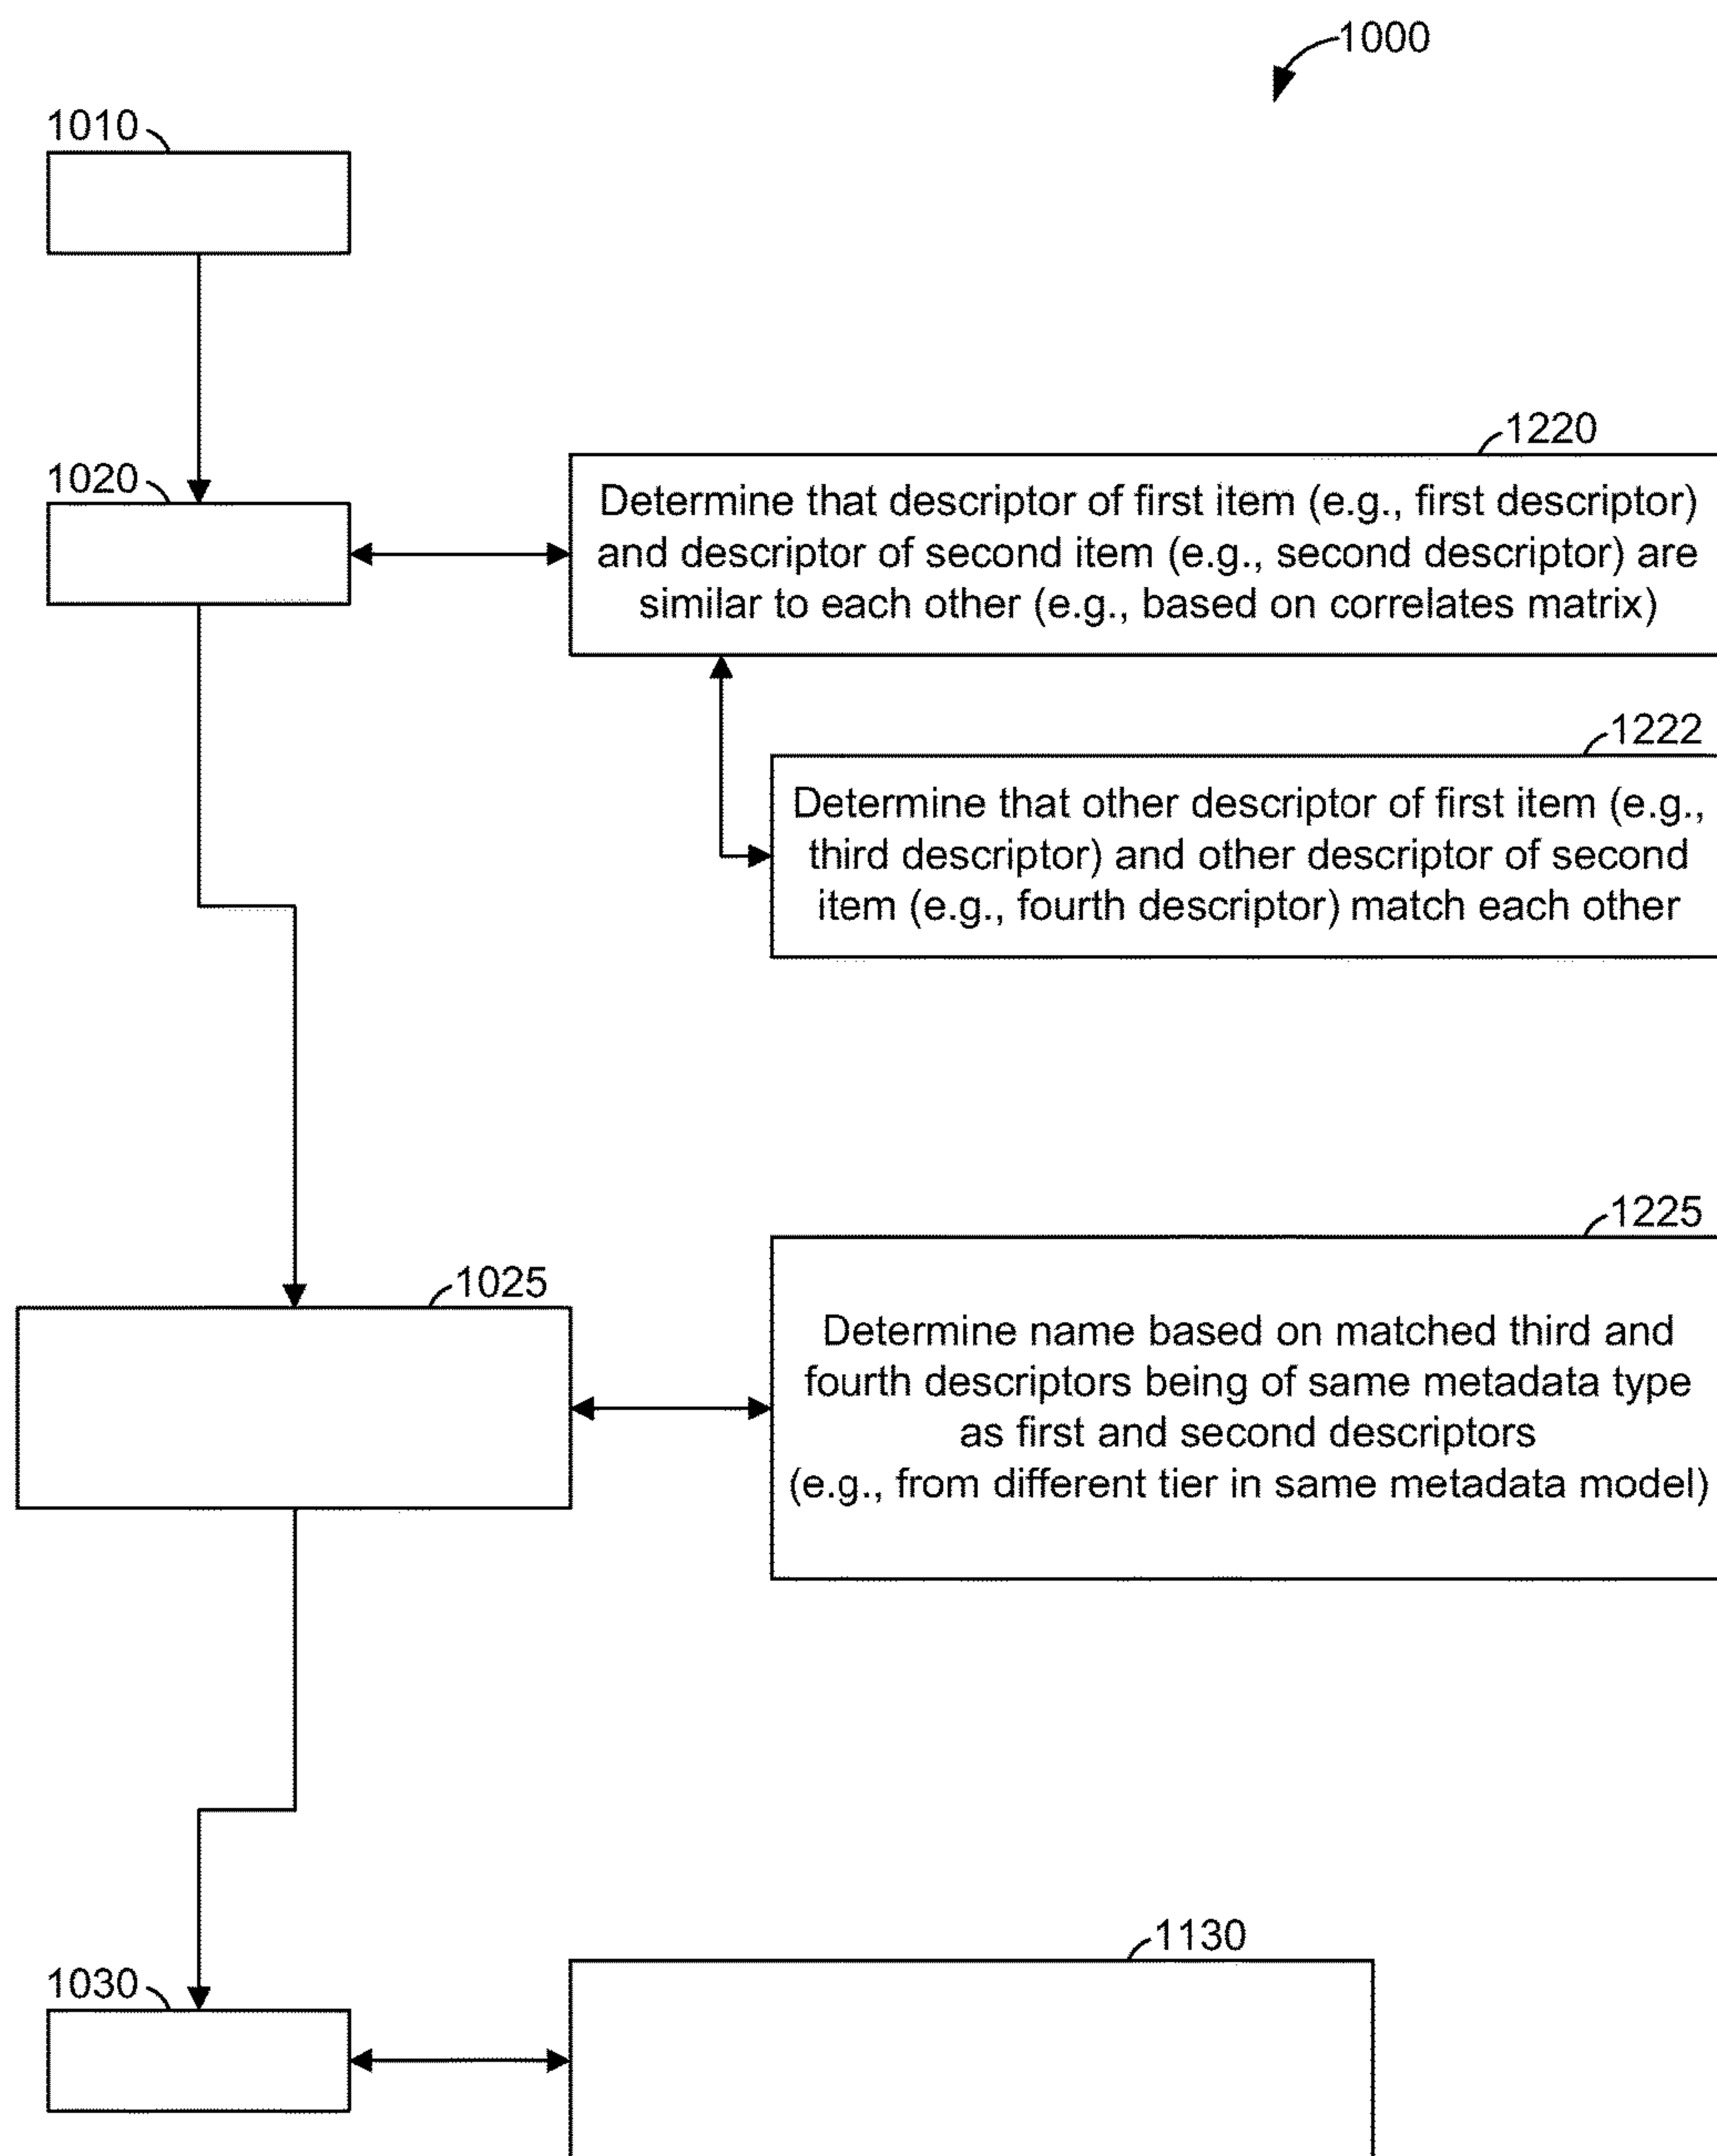 1000
1010
1020
1220
Determine that descriptor of first item (e.g., first descriptor)
and descriptor of second item (e.g., second descriptor) are
similar to each other (e.g., based on correlates matrix)
1222
Determine that other descriptor of first item (e.g.,
third descriptor) and other descriptor of second
item (e.g., fourth descriptor) match each other
1225
1025
Determine name based on matched third and
fourth descriptors being of same metadata type
as first and second descriptors
(e.g., from different tier in same metadata model)
1130
1030